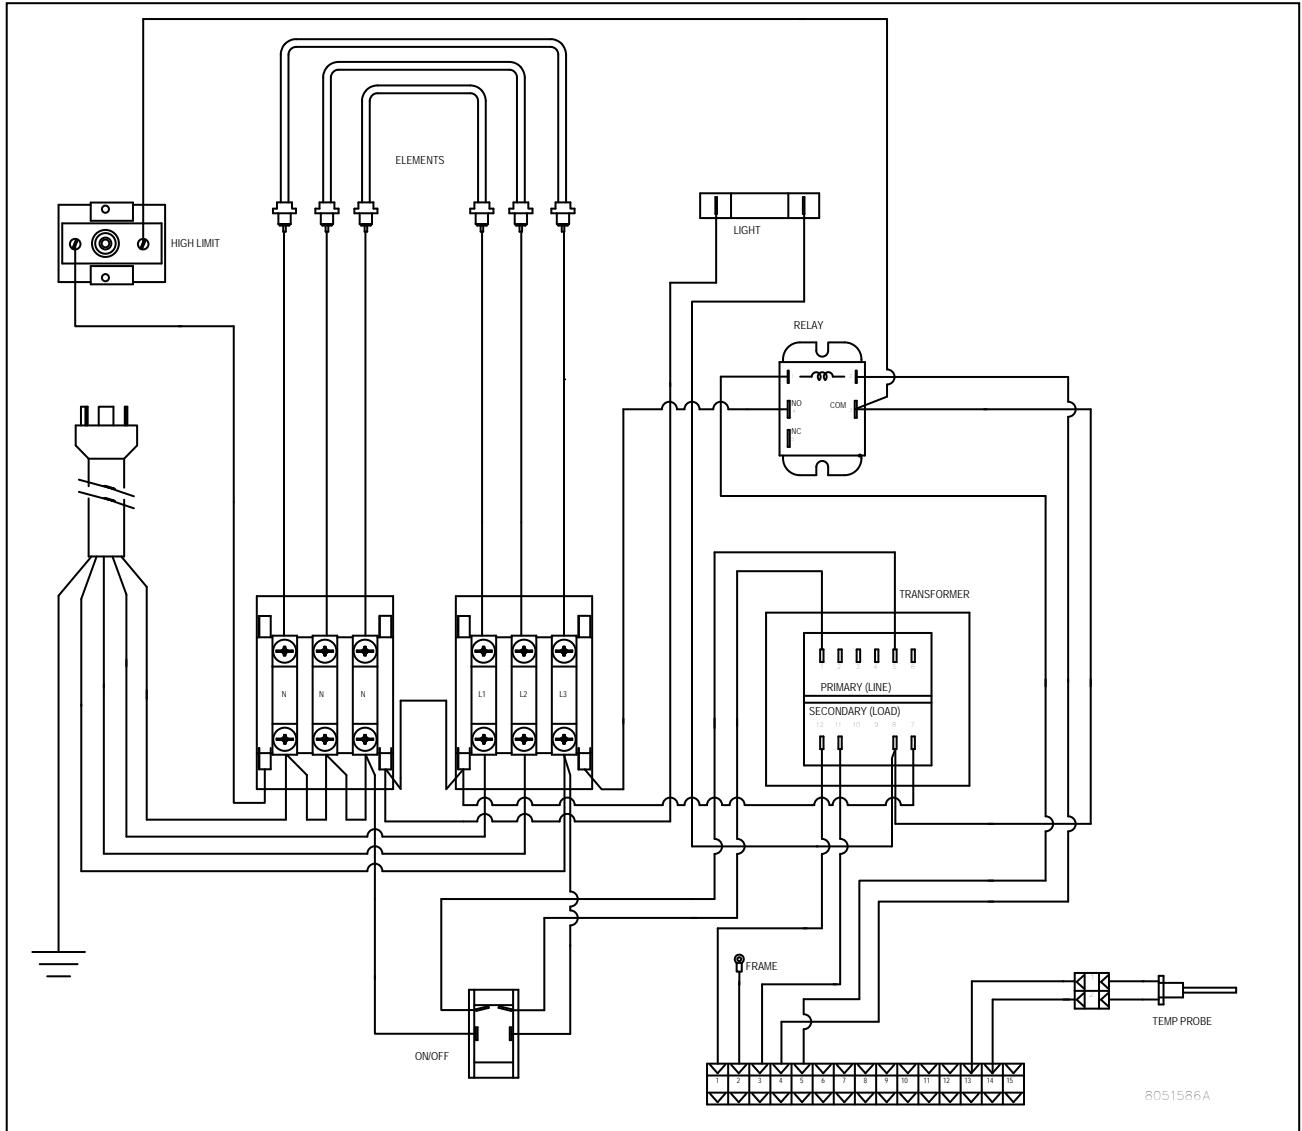 ELEMENTS
HIGH LIMIT
LIGHT
RELAY
NO
COM
NC
TRANSFORMER
PRIMARY (LINE)
SECONDARY (LOAD)
12 11 10 9 8 7
N N N
L1 L2 L3
FRAME
TEMP PROBE
ON/OFF
1 2 3 4 5 6 7 8 9 10 11 12 13 14 15
8051586A